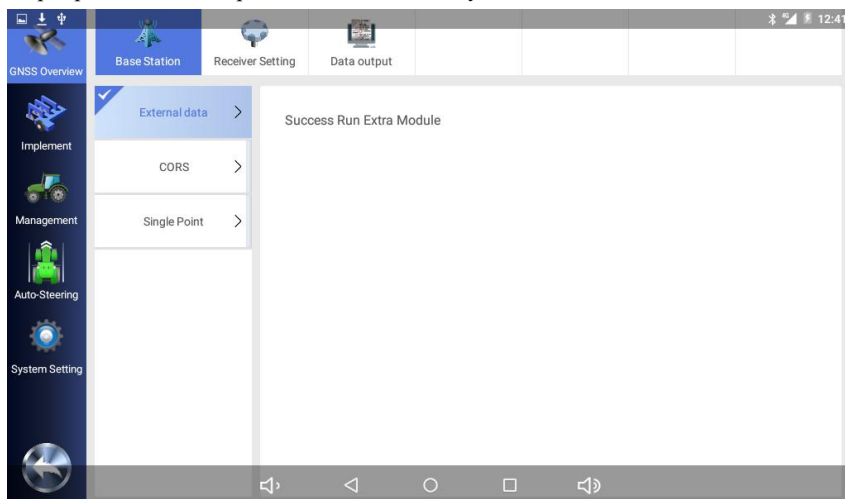 12:41
GNSS Overview
Base Station
Receiver Setting
Data output
External data
CORS
Single Point
Success Run Extra Module
Implement
Management
Auto-Steering
System Setting